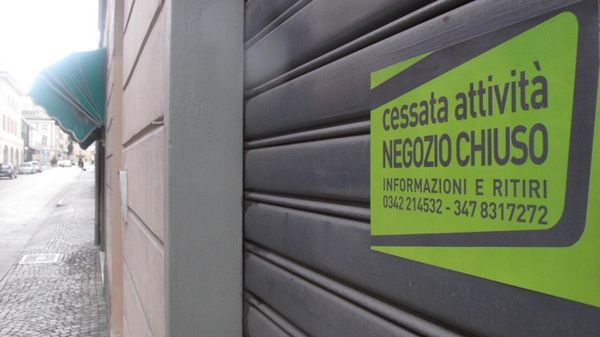 cessata attività
NEGOZIO CHIUSO
INFORMAZIONI E RITIRI
0342 214532 - 347 8317272